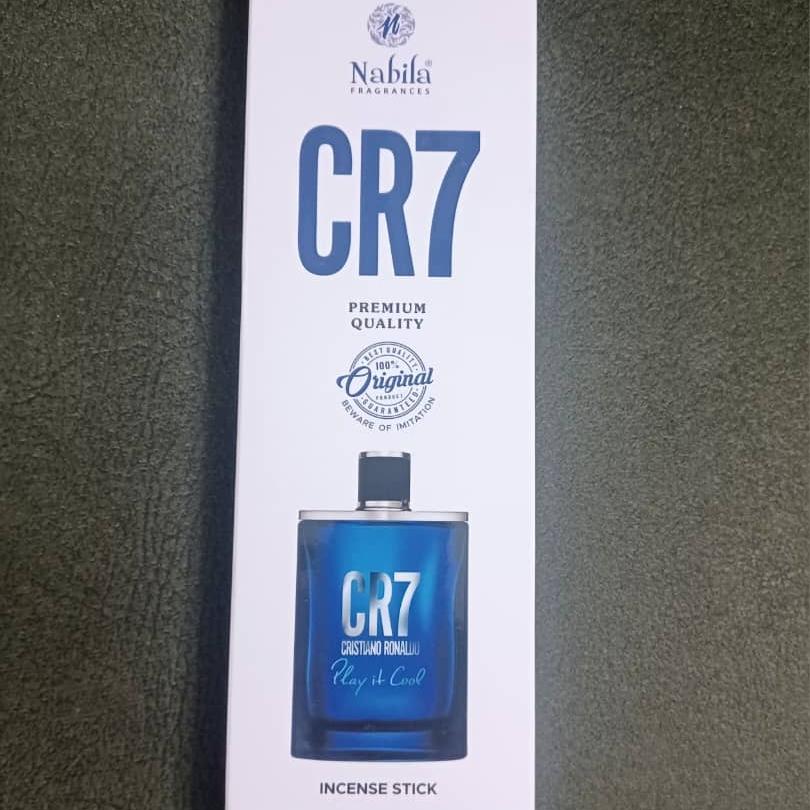 Nabila®
FRAGRANCES
CR7
PREMIUM
QUALITY
BEST QUALITY
100%
Original
PRODUCT
GUARANTEED
BEWARE OF IMITATION
CR7
CRISTIANO RONALDO
Play it Cool
INCENSE STICK